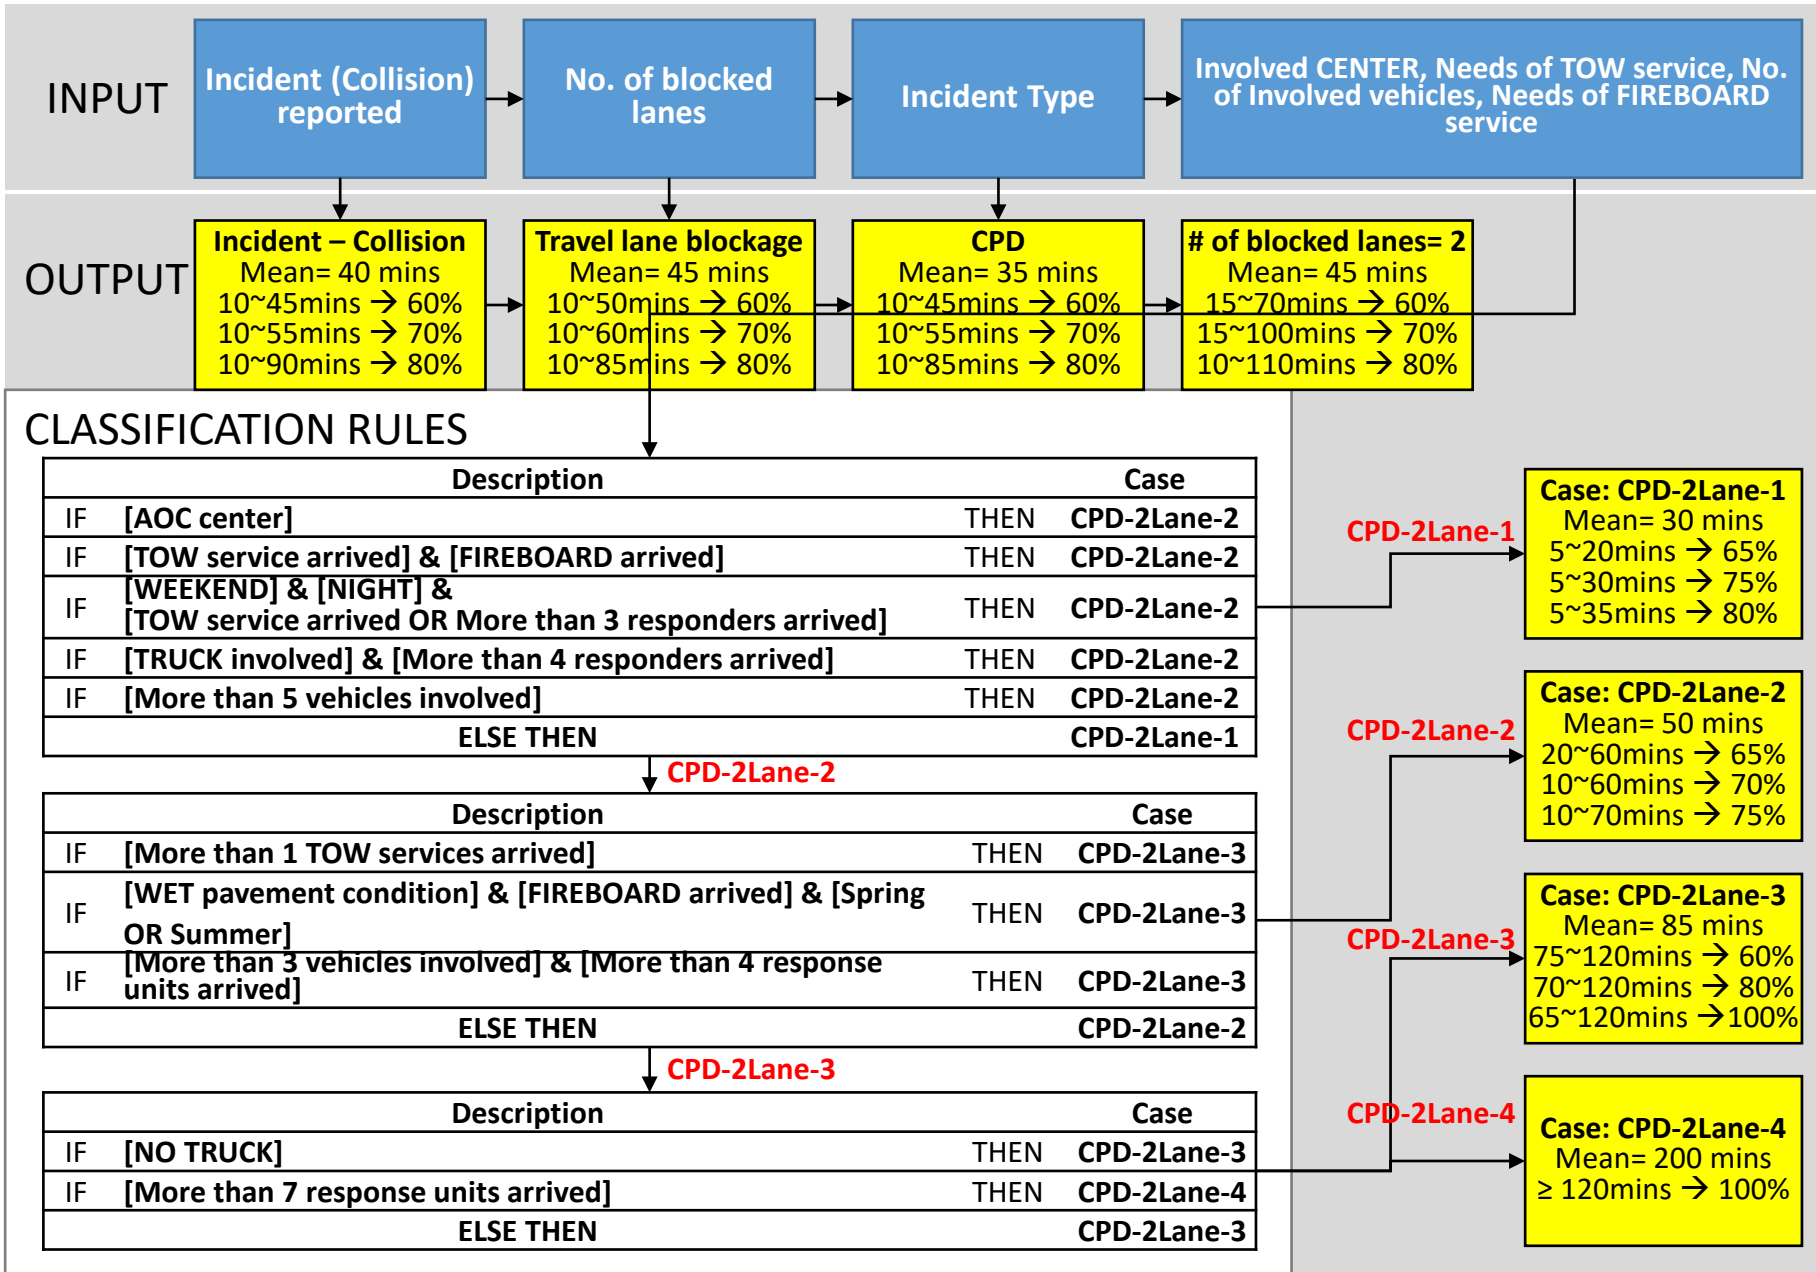 INPUT
Incident (Collision)
reported
No. of blocked
lanes
Incident Type
Involved CENTER, Needs of TOW service, No.
of Involved vehicles, Needs of FIREBOARD
service
OUTPUT
Incident – Collision
Mean= 40 mins
10~45mins → 60%
10~55mins → 70%
10~90mins → 80%
Travel lane blockage
Mean= 45 mins
10~50mins → 60%
10~60mins → 70%
10~85mins → 80%
CPD
Mean= 35 mins
10~45mins → 60%
10~55mins → 70%
10~85mins → 80%
# of blocked lanes= 2
Mean= 45 mins
15~70mins → 60%
15~100mins → 70%
10~110mins → 80%
CLASSIFICATION RULES
Description Case
IF [AOC center] THEN CPD-2Lane-2
IF [TOW service arrived] & [FIREBOARD arrived] THEN CPD-2Lane-2
IF [WEEKEND] & [NIGHT] &
[TOW service arrived OR More than 3 responders arrived] THEN CPD-2Lane-2
IF [TRUCK involved] & [More than 4 responders arrived] THEN CPD-2Lane-2
IF [More than 5 vehicles involved] THEN CPD-2Lane-2
ELSE THEN CPD-2Lane-1
CPD-2Lane-2
Description Case
IF [More than 1 TOW services arrived] THEN CPD-2Lane-3
IF [WET pavement condition] & [FIREBOARD arrived] & [Spring
OR Summer] THEN CPD-2Lane-3
IF [More than 3 vehicles involved] & [More than 4 response
units arrived] THEN CPD-2Lane-3
ELSE THEN CPD-2Lane-2
CPD-2Lane-3
Description Case
IF [NO TRUCK] THEN CPD-2Lane-3
IF [More than 7 response units arrived] THEN CPD-2Lane-4
ELSE THEN CPD-2Lane-3
CPD-2Lane-1
Case: CPD-2Lane-1
Mean= 30 mins
5~20mins → 65%
5~30mins → 75%
5~35mins → 80%
CPD-2Lane-2
Case: CPD-2Lane-2
Mean= 50 mins
20~60mins → 65%
10~60mins → 70%
10~70mins → 75%
CPD-2Lane-3
Case: CPD-2Lane-3
Mean= 85 mins
75~120mins → 60%
70~120mins → 80%
65~120mins →100%
CPD-2Lane-4
Case: CPD-2Lane-4
Mean= 200 mins
≥ 120mins → 100%